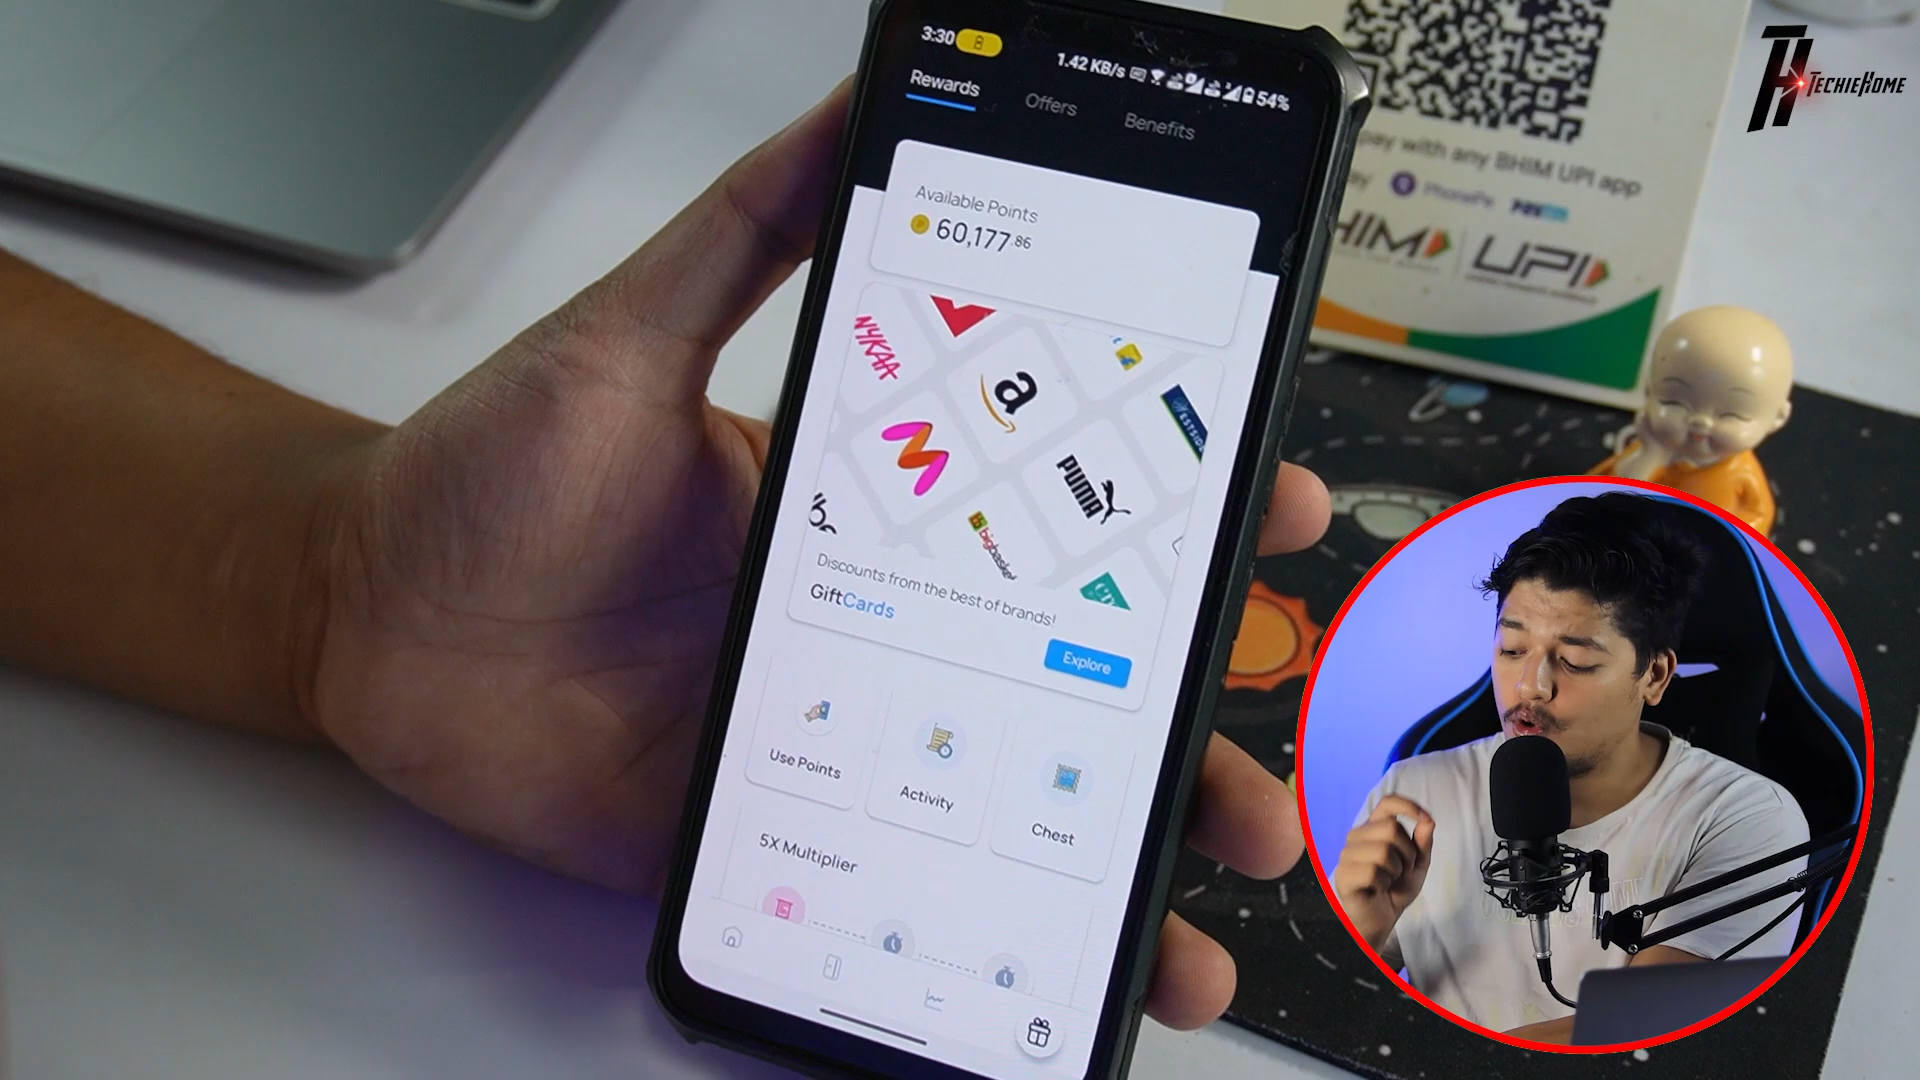 3:30
1.42 KB/s
54%
Rewards
Offers
Benefits
Available Points
60,177.86
NYKAA
a
WESTSIDE
PUMA
bigbasket
Discounts from the best of brands!
GiftCards
Explore
Use Points
Activity
Chest
5X Multiplier
pay with any BHIM UPI app
PhonePe
Paytm
BHIM
UPI
TECHIEHOME